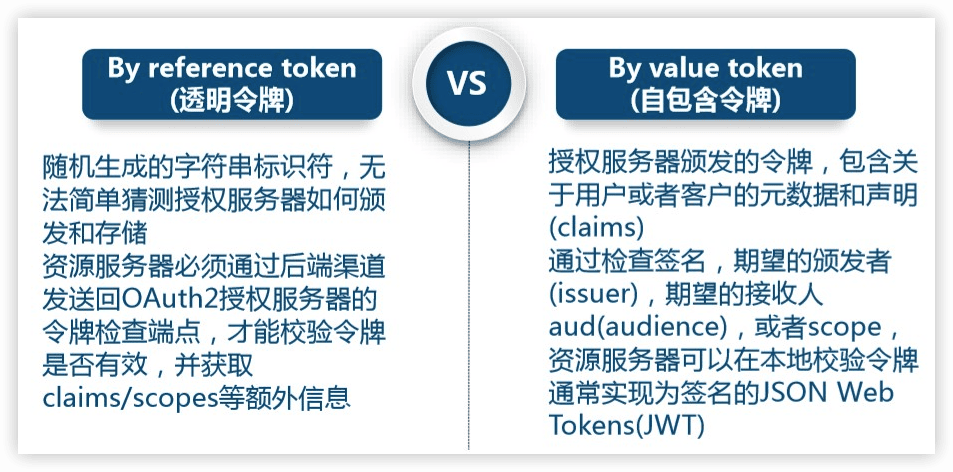 By reference token
(透明令牌)
VS
By value token
(自包含令牌)
随机生成的字符串标识符，无
法简单猜测授权服务器如何颁
发和存储
资源服务器必须通过后端渠道
发送回OAuth2授权服务器的
令牌检查端点，才能校验令牌
是否有效，并获取
claims/scopes等额外信息
授权服务器颁发的令牌，包含关
于用户或者客户的元数据和声明
(claims)
通过检查签名，期望的颁发者
(issuer)，期望的接收人
aud(audience)，或者scope，
资源服务器可以在本地校验令牌
通常实现为签名的JSON Web
Tokens(JWT)